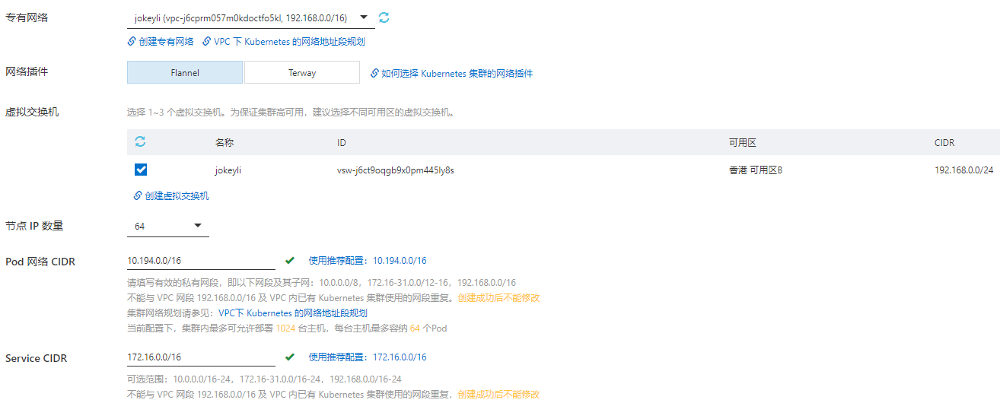 专有网络 jokeyli (vpc-j6cprm057m0kdoctfo5kl, 192.168.0.0/16)
创建专有网络 VPC 下 Kubernetes 的网络地址段规划
网络插件 Flannel Terway 如何选择 Kubernetes 集群的网络插件
虚拟交换机 选择 1~3 个虚拟交换机。为保证集群高可用，建议选择不同可用区的虚拟交换机。
名称 ID 可用区 CIDR
jokeyli vsw-j6ct9oqgb9x0pm445ly8s 香港 可用区B 192.168.0.0/24
创建虚拟交换机
节点 IP 数量 64
Pod 网络 CIDR 10.194.0.0/16 使用推荐配置：10.194.0.0/16
请填写有效的私有网段，即以下网段及其子网：10.0.0.0/8，172.16-31.0.0/12-16，192.168.0.0/16
不能与 VPC 网段 192.168.0.0/16 及 VPC 内已有 Kubernetes 集群使用的网段重复。创建成功后不能修改
集群网络规划请参见：VPC下 Kubernetes 的网络地址段规划
当前配置下，集群内最多可允许部署 1024 台主机，每台主机最多容纳 64 个Pod
Service CIDR 172.16.0.0/16 使用推荐配置：172.16.0.0/16
可选范围：10.0.0.0/16-24，172.16-31.0.0/16-24，192.168.0.0/16-24
不能与 VPC 网段 192.168.0.0/16 及 VPC 内已有 Kubernetes 集群使用的网段重复，创建成功后不能修改